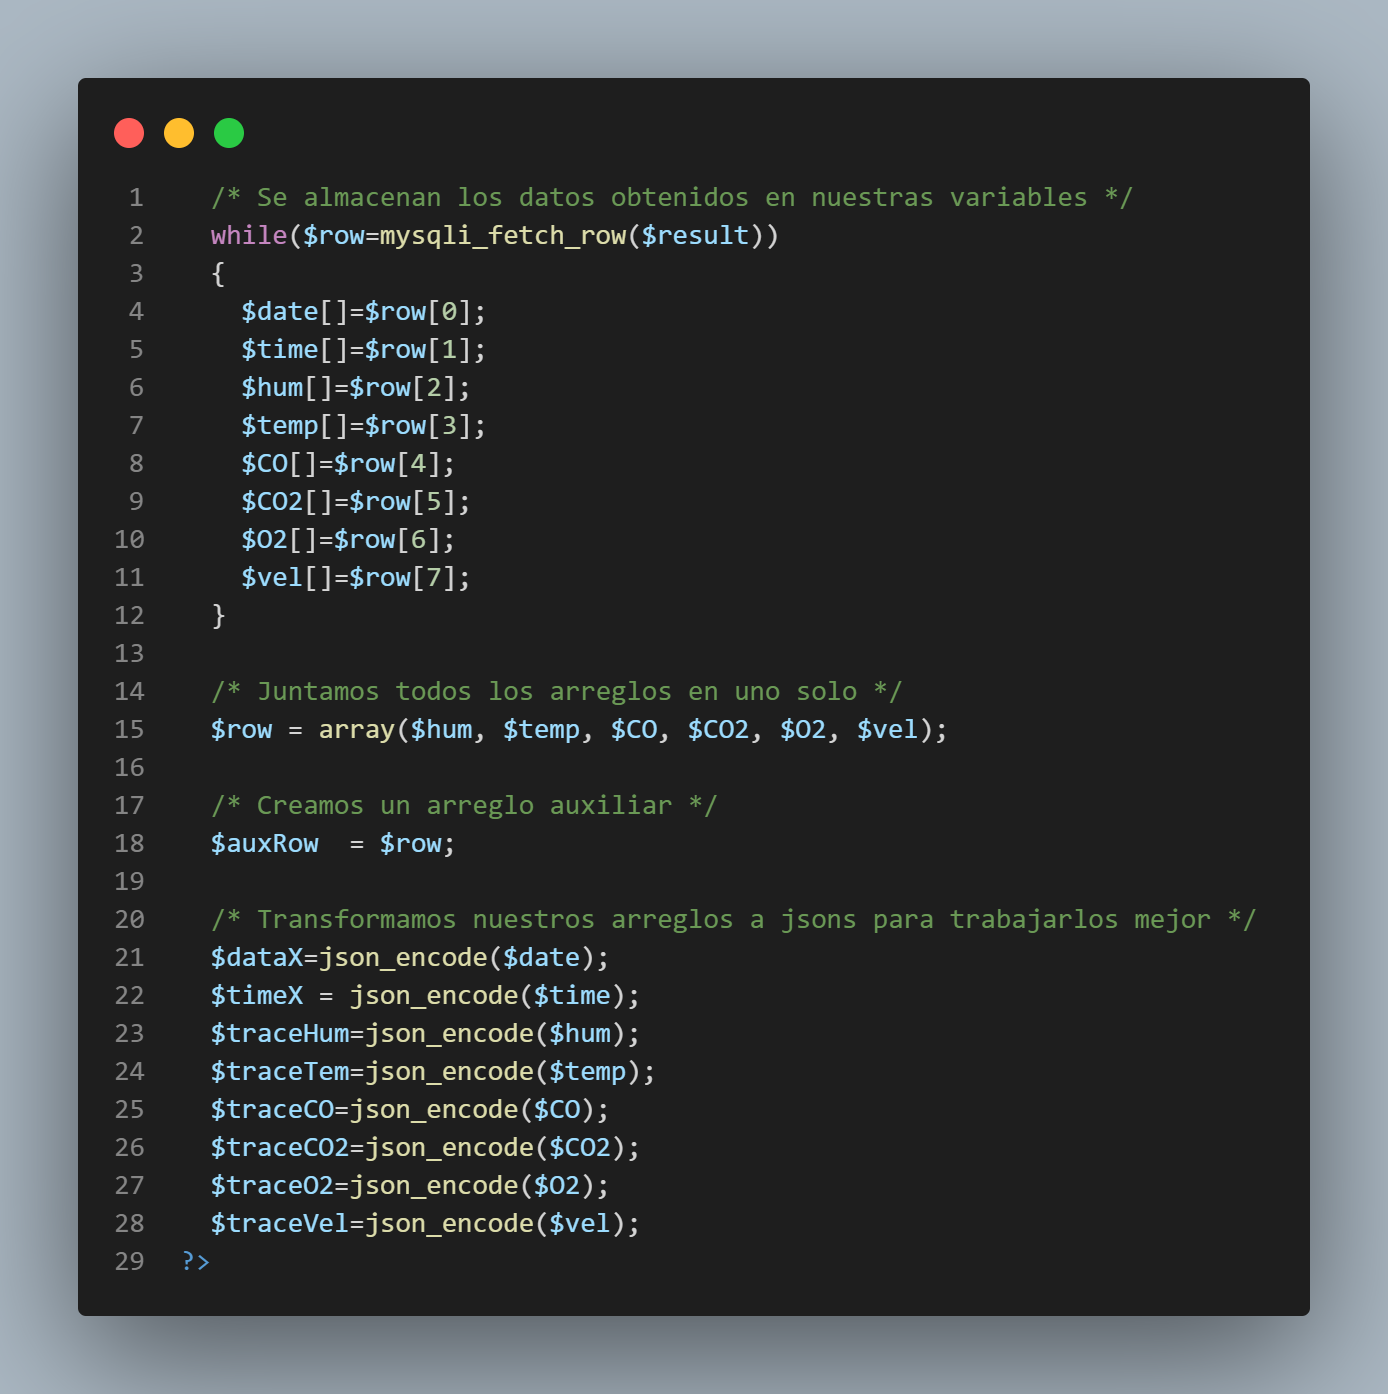 1 /* Se almacenan los datos obtenidos en nuestras variables */
2 while($row=mysqli_fetch_row($result))
3 {
4 $date[]=$row[0];
5 $time[]=$row[1];
6 $hum[]=$row[2];
7 $temp[]=$row[3];
8 $CO[]=$row[4];
9 $CO2[]=$row[5];
10 $O2[]=$row[6];
11 $vel[]=$row[7];
12 }
13
14 /* Juntamos todos los arreglos en uno solo */
15 $row = array($hum, $temp, $CO, $CO2, $O2, $vel);
16
17 /* Creamos un arreglo auxiliar */
18 $auxRow  = $row;
19
20 /* Transformamos nuestros arreglos a jsons para trabajarlos mejor */
21 $dataX=json_encode($date);
22 $timeX = json_encode($time);
23 $traceHum=json_encode($hum);
24 $traceTem=json_encode($temp);
25 $traceCO=json_encode($CO);
26 $traceCO2=json_encode($CO2);
27 $traceO2=json_encode($O2);
28 $traceVel=json_encode($vel);
29 ?>